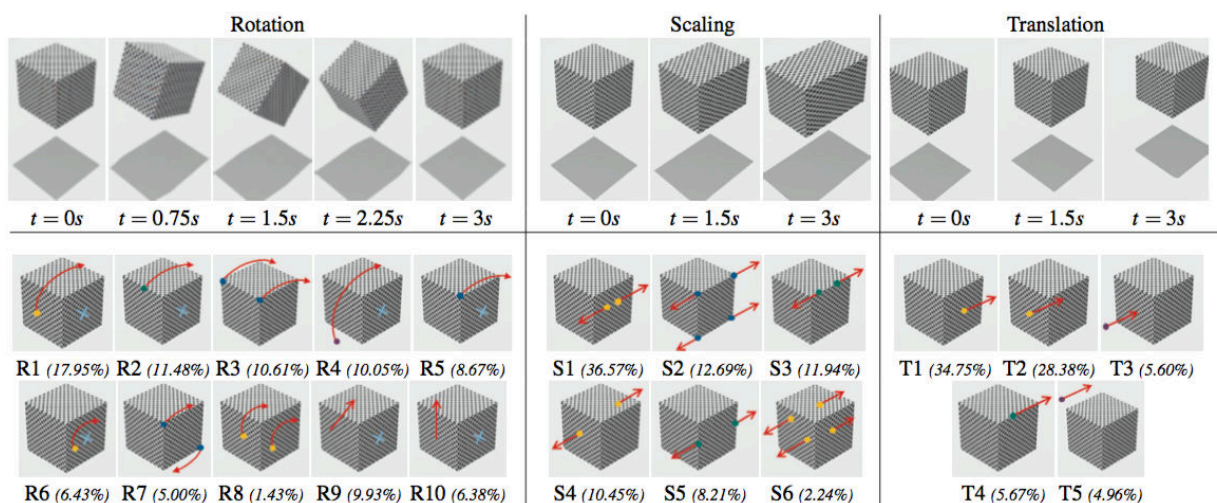 Rotation Scaling Translation
t = 0s t = 0.75s t = 1.5s t = 2.25s t = 3s t = 0s t = 1.5s t = 3s t = 0s t = 1.5s t = 3s
R1 (17.95%) R2 (11.48%) R3 (10.61%) R4 (10.05%) R5 (8.67%) S1 (36.57%) S2 (12.69%) S3 (11.94%) T1 (34.75%) T2 (28.38%) T3 (5.60%)
R6 (6.43%) R7 (5.00%) R8 (1.43%) R9 (9.93%) R10 (6.38%) S4 (10.45%) S5 (8.21%) S6 (2.24%) T4 (5.67%) T5 (4.96%)